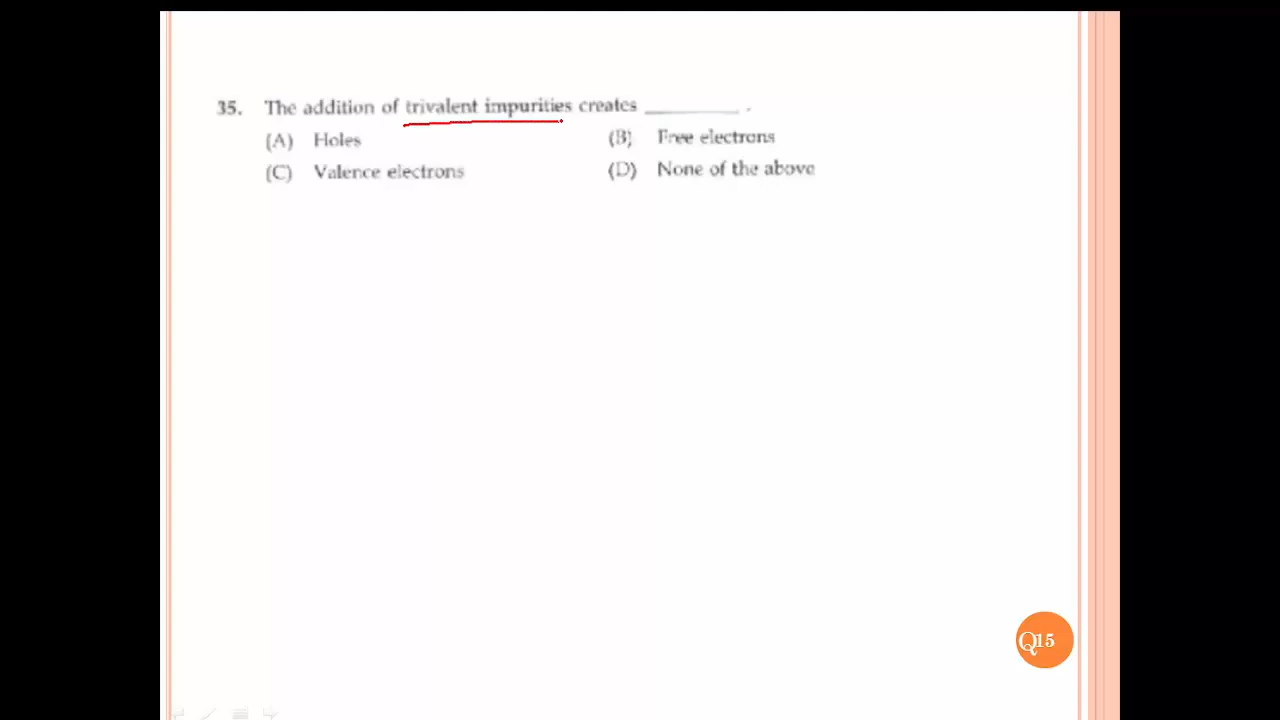 35. The addition of trivalent impurities creates __________ .
(A) Holes (B) Free electrons
(C) Valence electrons (D) None of the above
Q15